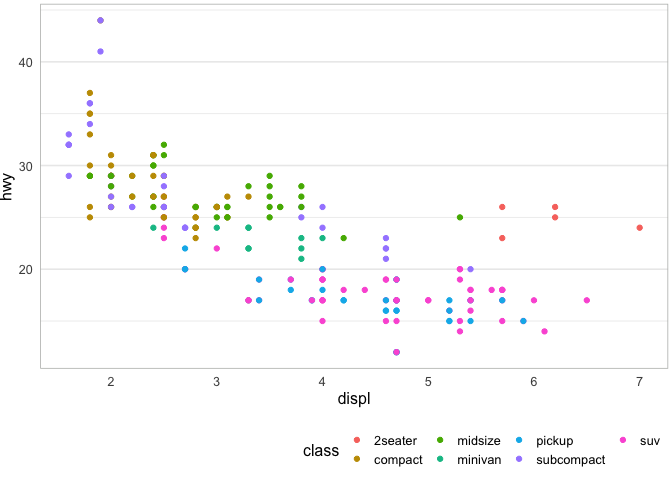 hwy
40
30
20
2 3 4 5 6 7
displ
class
2seater midsize pickup suv
compact minivan subcompact